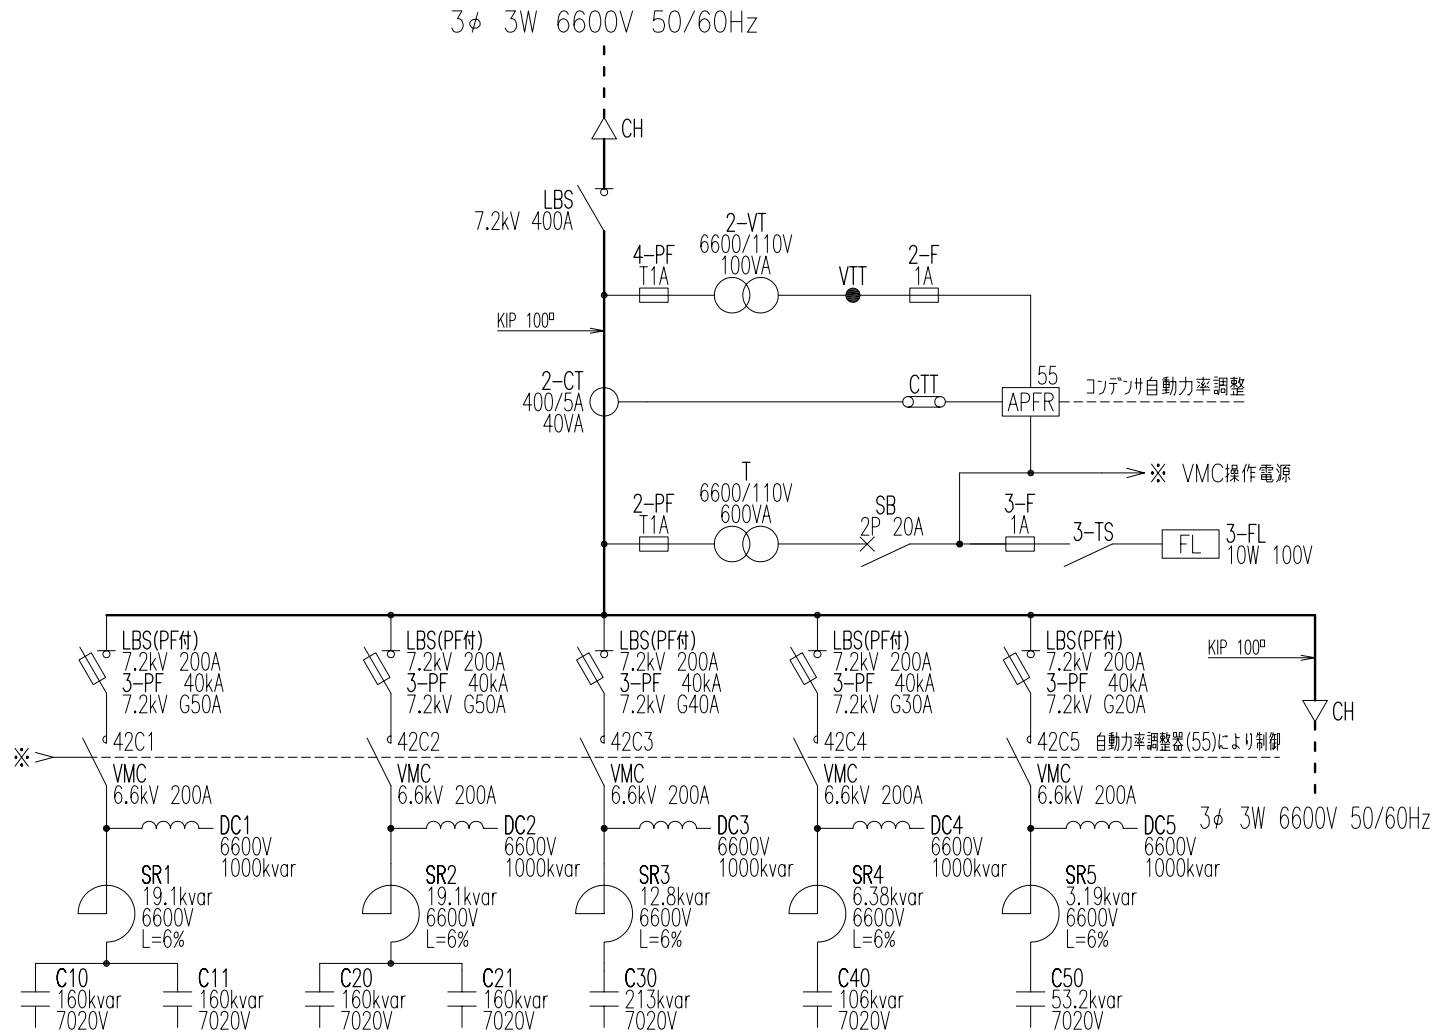 3φ 3W 6600V 50/60Hz
CH
LBS
7.2kV 400A
4-PF
T1A
2-VT
6600/110V
100VA
VTT
2-F
1A
KIP 100□
2-CT
400/5A
40VA
CTT
55
APFR
コンデンサ自動力率調整
※ VMC操作電源
2-PF
T1A
T
6600/110V
600VA
SB
2P 20A
3-F
1A
3-TS
FL
3-FL
10W 100V
LBS(PF付)
7.2kV 200A
3-PF 40kA
7.2kV G50A
LBS(PF付)
7.2kV 200A
3-PF 40kA
7.2kV G50A
LBS(PF付)
7.2kV 200A
3-PF 40kA
7.2kV G40A
LBS(PF付)
7.2kV 200A
3-PF 40kA
7.2kV G30A
LBS(PF付)
7.2kV 200A
3-PF 40kA
7.2kV G20A
KIP 100□
CH
3φ 3W 6600V 50/60Hz
※
42C1
VMC
6.6kV 200A
42C2
VMC
6.6kV 200A
42C3
VMC
6.6kV 200A
42C4
VMC
6.6kV 200A
42C5
自動力率調整器(55)により制御
VMC
6.6kV 200A
DC1
6600V
1000kvar
DC2
6600V
1000kvar
DC3
6600V
1000kvar
DC4
6600V
1000kvar
DC5
6600V
1000kvar
SR1
19.1kvar
6600V
L=6%
SR2
19.1kvar
6600V
L=6%
SR3
12.8kvar
6600V
L=6%
SR4
6.38kvar
6600V
L=6%
SR5
3.19kvar
6600V
L=6%
C10
160kvar
7020V
C11
160kvar
7020V
C20
160kvar
7020V
C21
160kvar
7020V
C30
213kvar
7020V
C40
106kvar
7020V
C50
53.2kvar
7020V